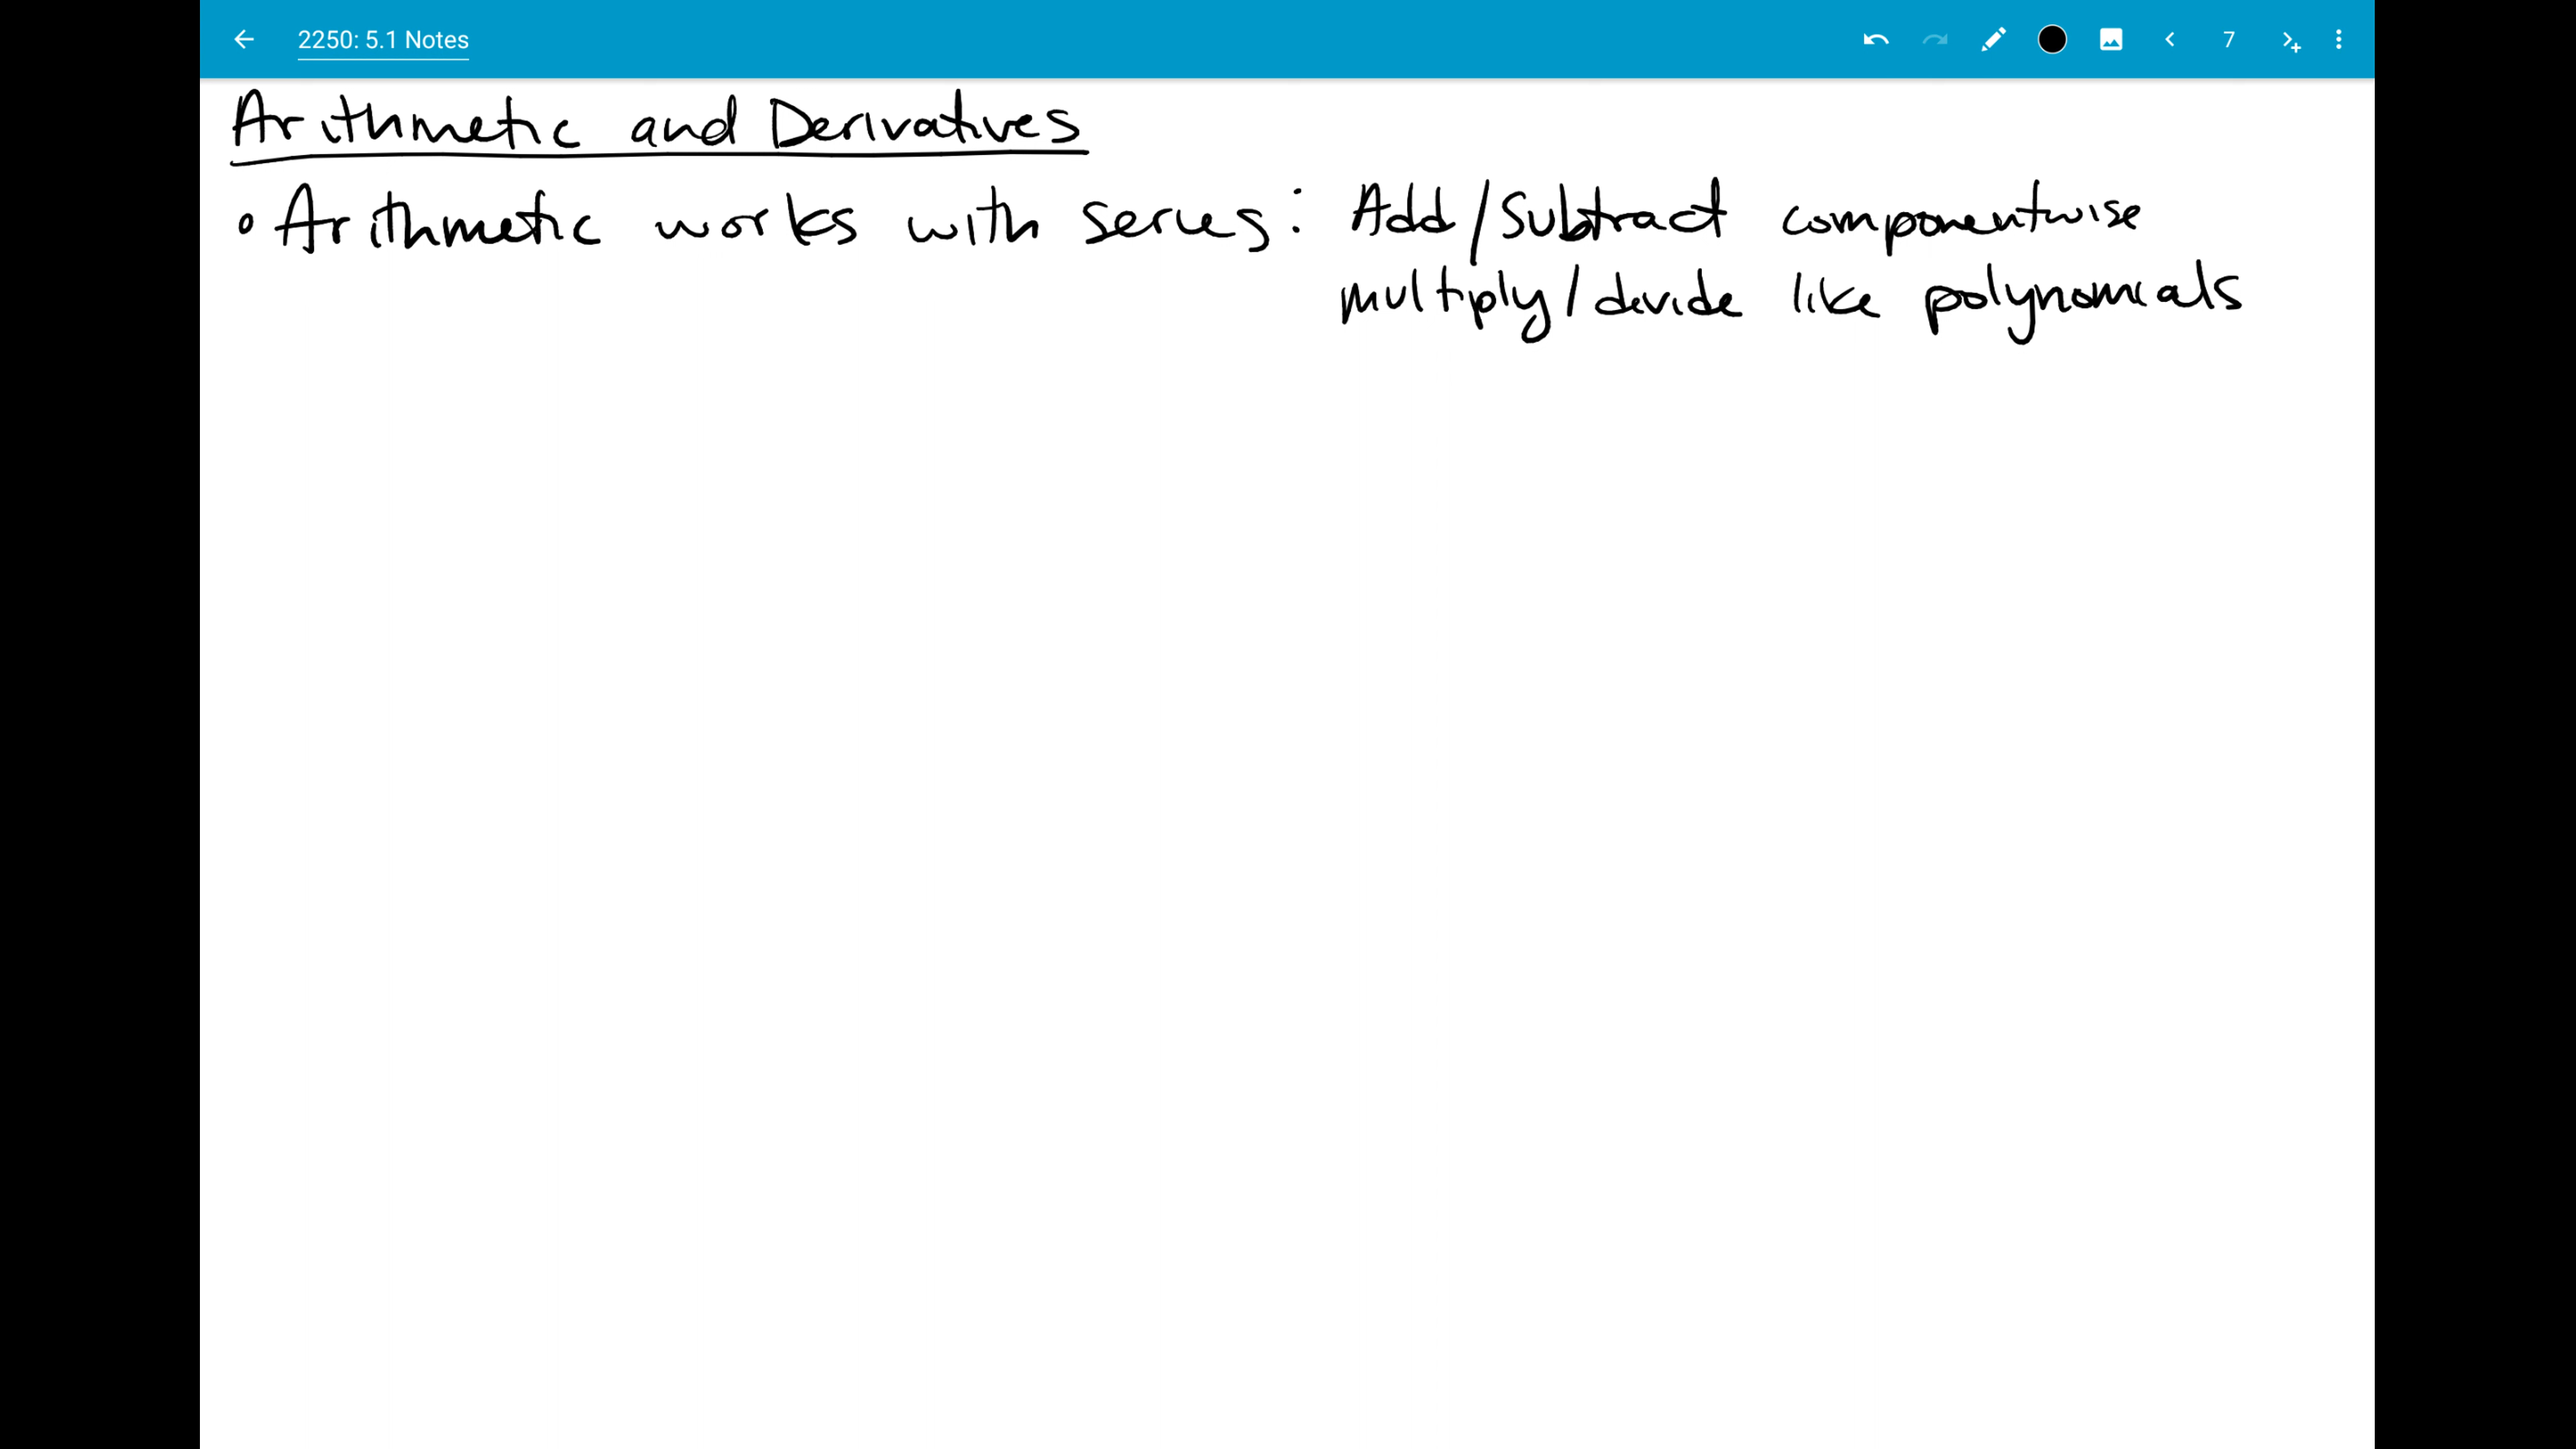 2250: 5.1 Notes
7
Arithmetic and Derivatives
• Arithmetic works with series: Add/Subtract componentwise
multiply/divide like polynomials